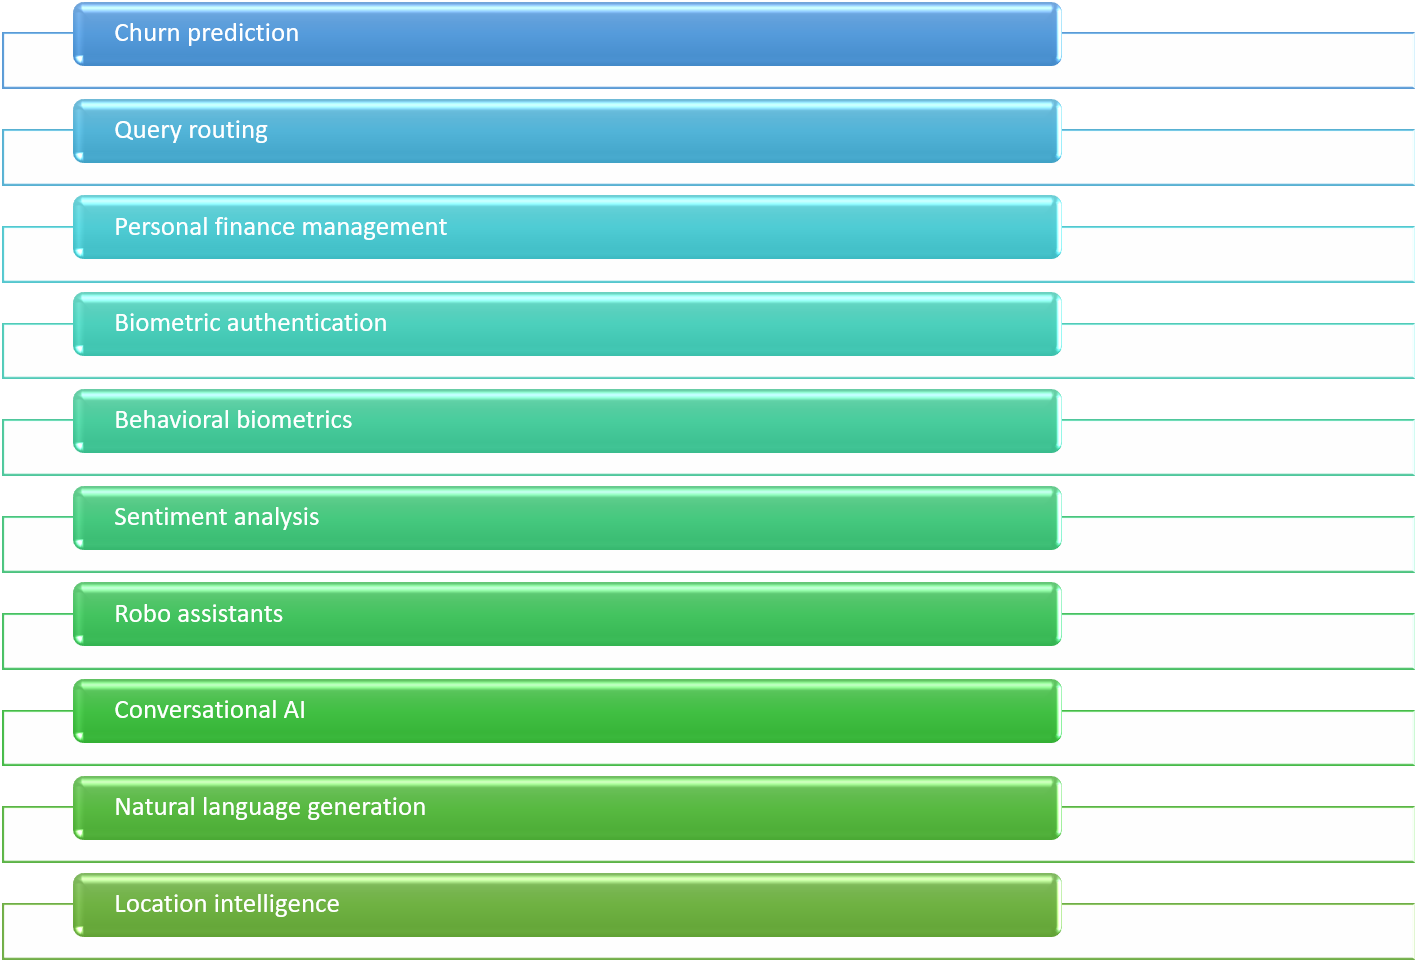 Churn prediction
Query routing
Personal finance management
Biometric authentication
Behavioral biometrics
Sentiment analysis
Robo assistants
Conversational AI
Natural language generation
Location intelligence